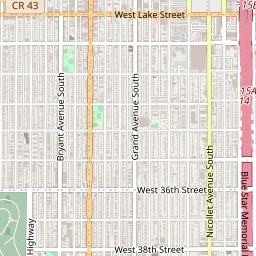 CR 43
15E
West Lake Street
15A
14
Bryant Avenue South
Grand Avenue South
Nicollet Avenue South
Blue Star Memorial
West 36th Street
Highway
West 38th Street